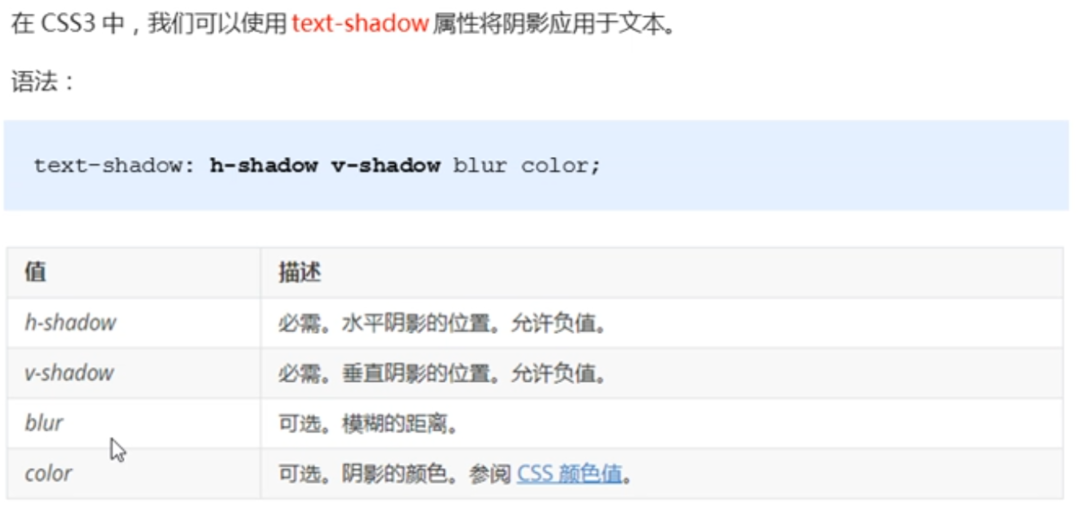 在 CSS3 中，我们可以使用 text-shadow 属性将阴影应用于文本。
语法：
text-shadow: h-shadow v-shadow blur color;
值 描述
h-shadow 必需。水平阴影的位置。允许负值。
v-shadow 必需。垂直阴影的位置。允许负值。
blur 可选。模糊的距离。
color 可选。阴影的颜色。参阅 CSS 颜色值。